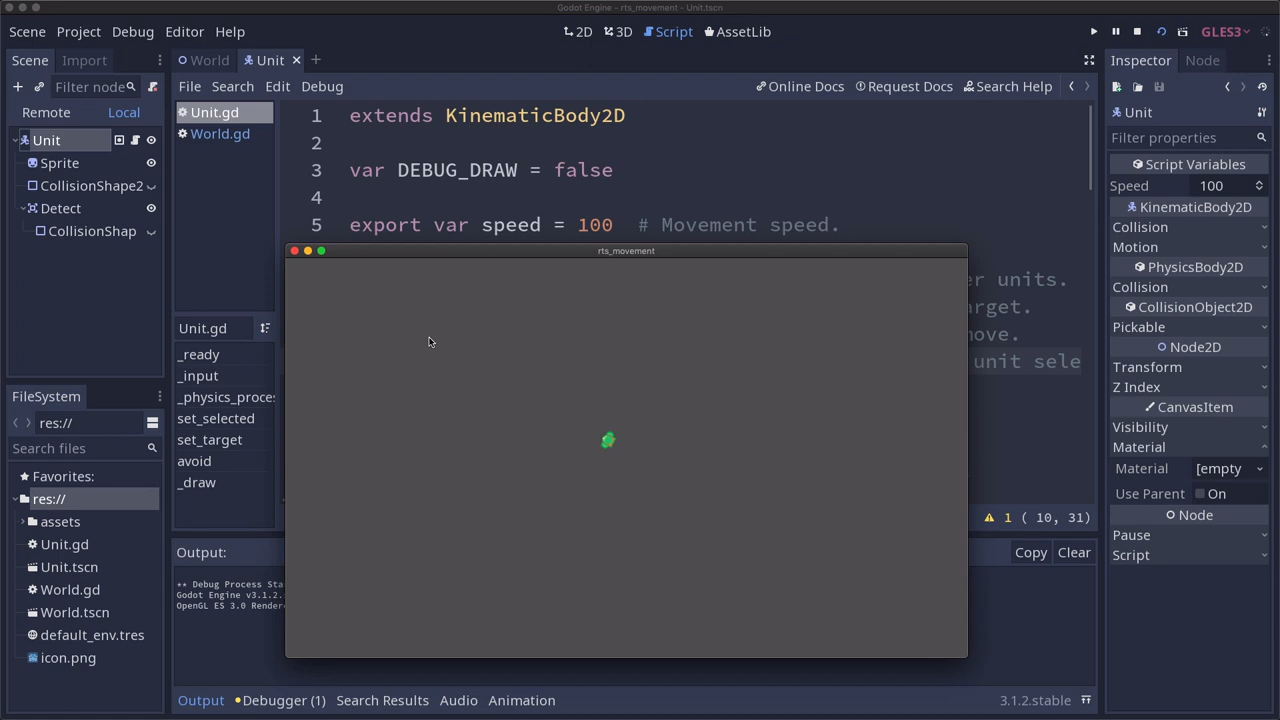 Godot Engine - rts_movement - Unit.tscn
Scene Project Debug Editor Help
2D 3D Script AssetLib
GLES3
Scene Import
World Unit
Inspector Node
Filter node
File Search Edit Debug
Online Docs Request Docs Search Help
Remote Local
Unit.gd
World.gd
Unit
Sprite
CollisionShape2
Detect
CollisionShap
1 extends KinematicBody2D
2
3 var DEBUG_DRAW = false
4
5 export var speed = 100 # Movement speed.
er units.
arget.
move.
unit sele
rts_movement
Unit.gd
_ready
_input
_physics_proce
set_selected
set_target
avoid
_draw
1 ( 10, 31)
FileSystem
res://
Search files
Favorites:
res://
assets
Unit.gd
Unit.tscn
World.gd
World.tscn
default_env.tres
icon.png
Output:
Copy Clear
** Debug Process Sta
Godot Engine v3.1.2.
OpenGL ES 3.0 Render
Output Debugger (1) Search Results Audio Animation
3.1.2.stable
Unit
Filter properties
Script Variables
Speed 100
KinematicBody2D
Collision
Motion
PhysicsBody2D
Collision
CollisionObject2D
Pickable
Node2D
Transform
Z Index
CanvasItem
Visibility
Material
Material [empty
Use Parent On
Node
Pause
Script